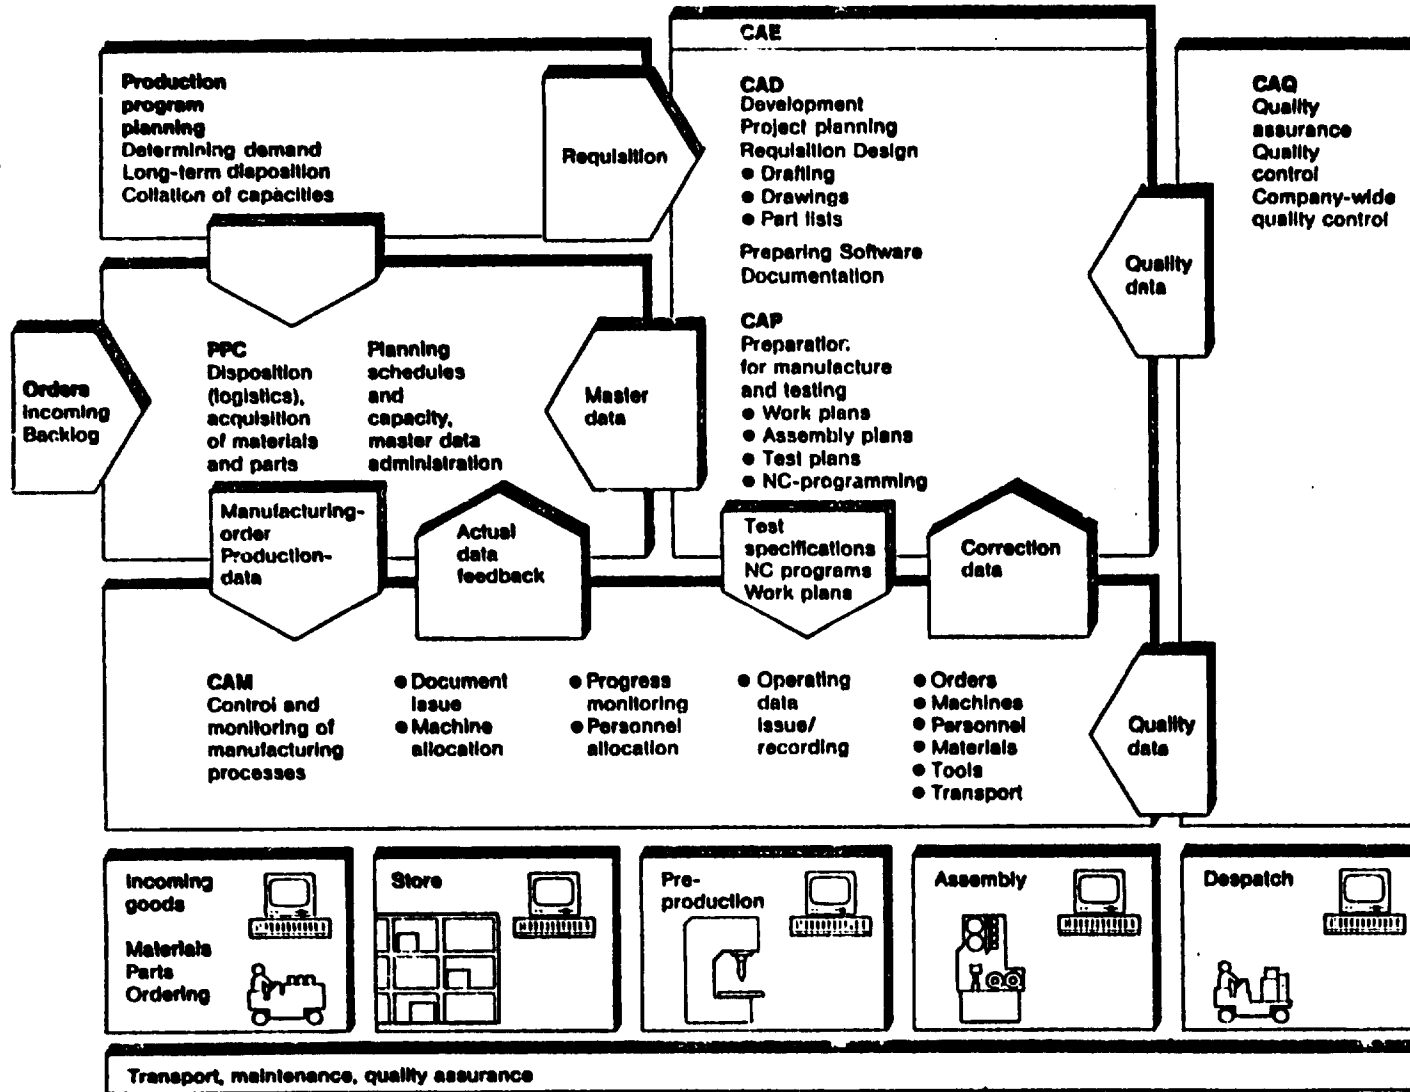 Production
program
planning
Determining demand
Long-term disposition
Collation of capacities
Requisition
CAE
CAD
Development
Project planning
Requisition Design
● Drafting
● Drawings
● Part lists
Preparing Software
Documentation
CAP
Preparation
for manufacture
and testing
● Work plans
● Assembly plans
● Test plans
● NC-programming
CAQ
Quality
assurance
Quality
control
Company-wide
quality control
Quality
data
Orders
incoming
Backlog
PPC
Disposition
(logistics),
acquisition
of materials
and parts
Planning
schedules
and
capacity,
master data
administration
Master
data
Manufacturing-
order
Production-
data
Actual
data
feedback
Test
specifications
NC programs
Work plans
Correction
data
CAM
Control and
monitoring of
manufacturing
processes
● Document
issue
● Machine
allocation
● Progress
monitoring
● Personnel
allocation
● Operating
data
issue/
recording
● Orders
● Machines
● Personnel
● Materials
● Tools
● Transport
Quality
data
Incoming
goods
Materials
Parts
Ordering
Store
Pre-
production
Assembly
Despatch
Transport, maintenance, quality assurance